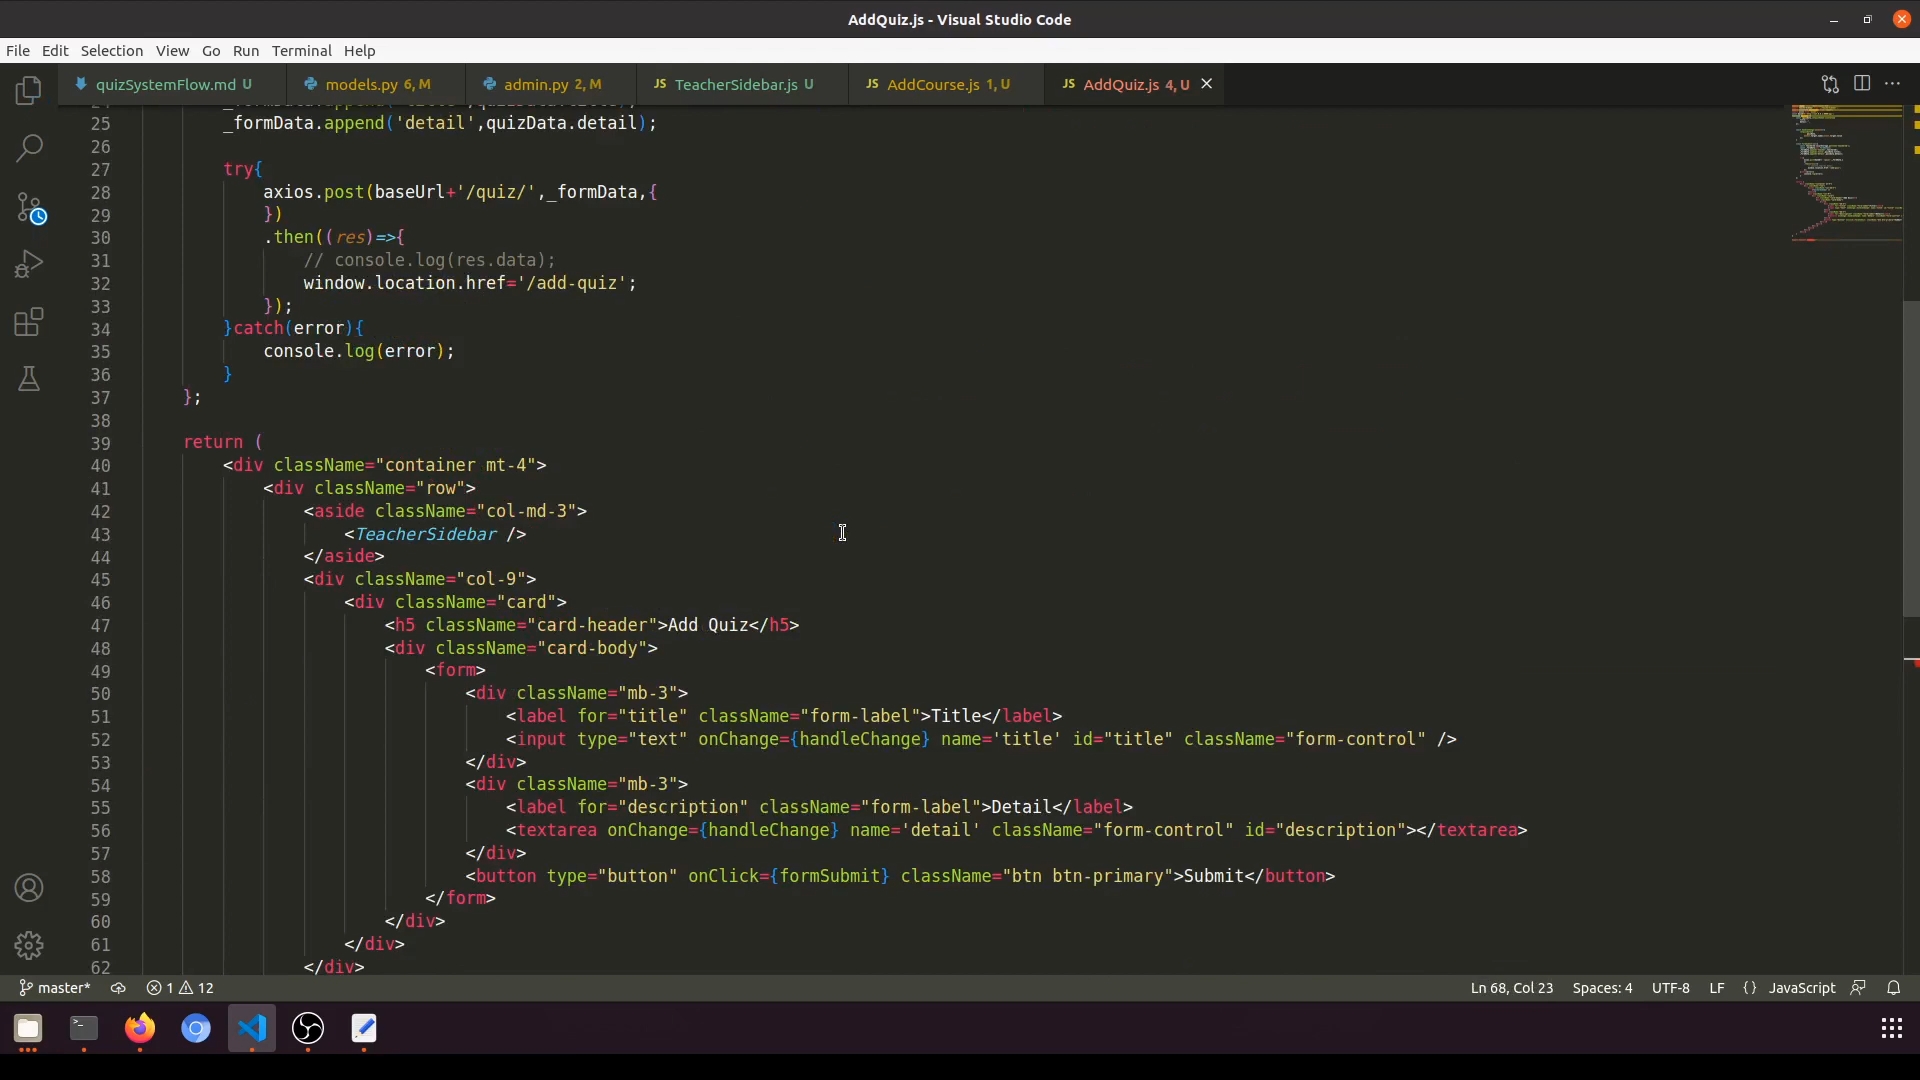 AddQuiz.js - Visual Studio Code
File Edit Selection View Go Run Terminal Help
quizSystemFlow.md U models.py 6, M admin.py 2, M TeacherSidebar.js U AddCourse.js 1, U AddQuiz.js 4, U
25 _formData.append('detail',quizData.detail);
26
27 try{
28 axios.post(baseUrl+'/quiz/',_formData,{
29 })
30 .then((res)=>{
31 // console.log(res.data);
32 window.location.href='/add-quiz';
33 });
34 }catch(error){
35 console.log(error);
36 }
37 };
38
39 return (
40 <div className="container mt-4">
41 <div className="row">
42 <aside className="col-md-3">
43 <TeacherSidebar />
44 </aside>
45 <div className="col-9">
46 <div className="card">
47 <h5 className="card-header">Add Quiz</h5>
48 <div className="card-body">
49 <form>
50 <div className="mb-3">
51 <label for="title" className="form-label">Title</label>
52 <input type="text" onChange={handleChange} name='title' id="title" className="form-control" />
53 </div>
54 <div className="mb-3">
55 <label for="description" className="form-label">Detail</label>
56 <textarea onChange={handleChange} name='detail' className="form-control" id="description"></textarea>
57 </div>
58 <button type="button" onClick={formSubmit} className="btn btn-primary">Submit</button>
59 </form>
60 </div>
61 </div>
62 </div>
master* 1 12 Ln 68, Col 23 Spaces: 4 UTF-8 LF {} JavaScript